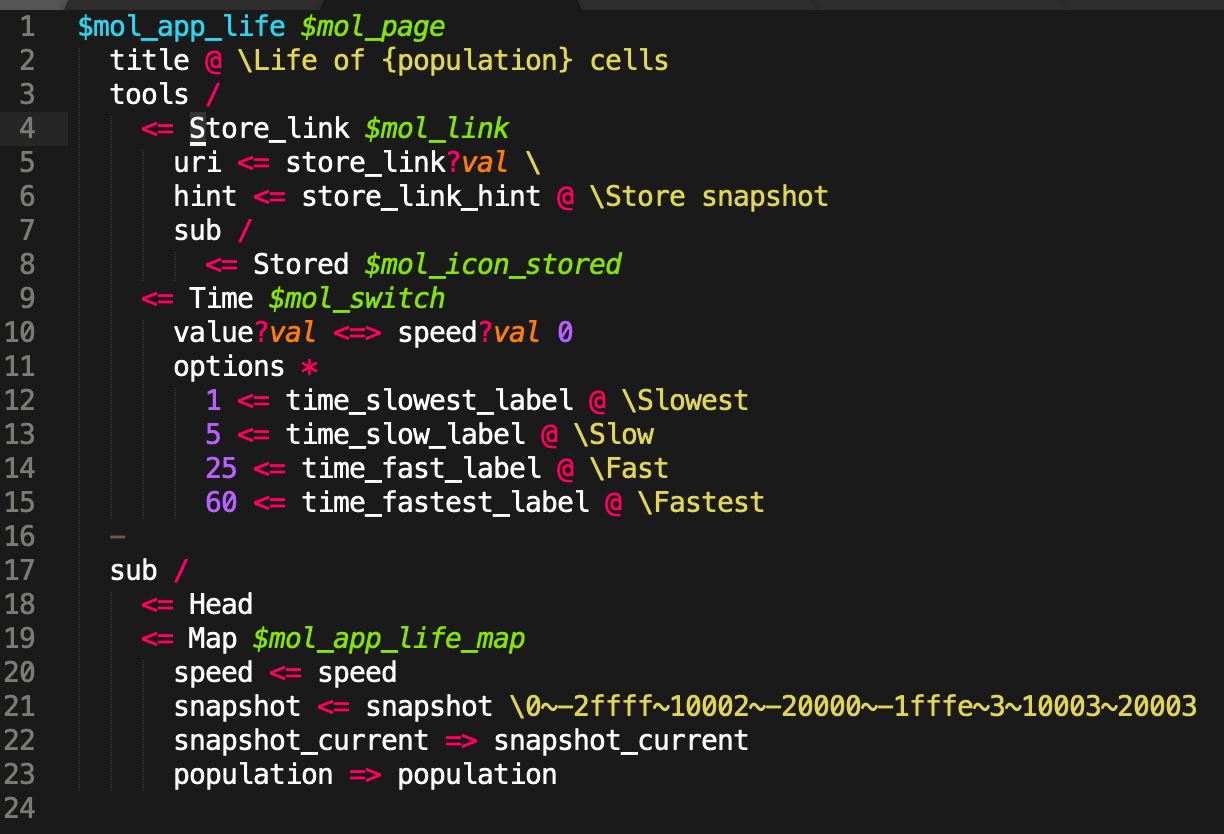 1 $mol_app_life $mol_page
2 title @ \Life of {population} cells
3 tools /
4 <= Store_link $mol_link
5 uri <= store_link?val \
6 hint <= store_link_hint @ \Store snapshot
7 sub /
8 <= Stored $mol_icon_stored
9 <= Time $mol_switch
10 value?val <=> speed?val 0
11 options *
12 1 <= time_slowest_label @ \Slowest
13 5 <= time_slow_label @ \Slow
14 25 <= time_fast_label @ \Fast
15 60 <= time_fastest_label @ \Fastest
16 -
17 sub /
18 <= Head
19 <= Map $mol_app_life_map
20 speed <= speed
21 snapshot <= snapshot \0~-2ffff~10002~-20000~-1fffe~3~10003~20003
22 snapshot_current => snapshot_current
23 population => population
24